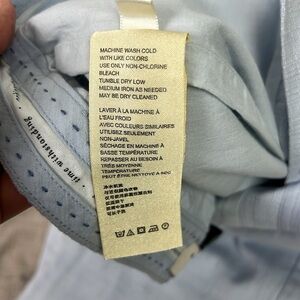 MACHINE WASH COLD
WITH LIKE COLORS
USE ONLY NON-CHLORINE
BLEACH
TUMBLE DRY LOW
MEDIUM IRON AS NEEDED
MAY BE DRY CLEANED
LAVER À LA MACHINE À
L'EAU FROID
AVEC COULEURS SIMILAIRES
UTILISEZ SEULEMENT
NON-JAVEL
SÉCHAGE EN MACHINE À
BASSE TEMPÉRATURE
REPASSER AU BESOIN À
TRÈS MOYENNE
TEMPÉRATURE
PEUT ÊTRE NETTOYÉ À SEC
time withstanding